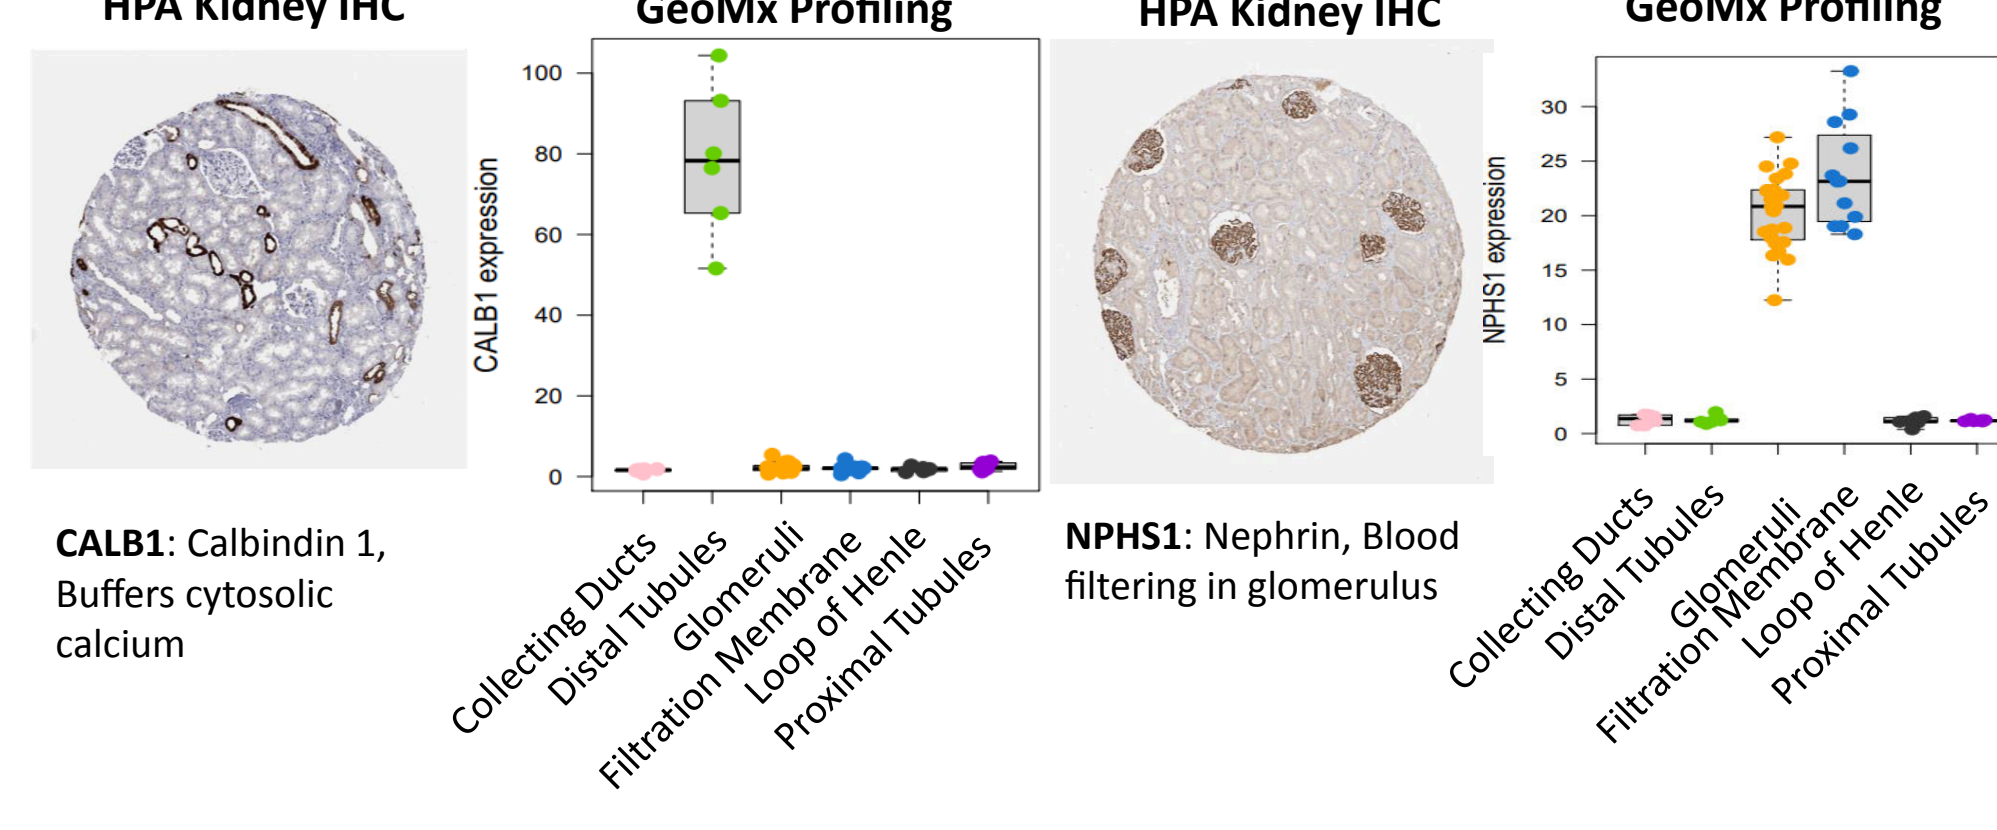 HPA Kidney IHC
GeoMx Profiling
HPA Kidney IHC
GeoMx Profiling
CALB1 expression
100
80
60
40
20
0
Collecting Ducts
Distal Tubules
Glomeruli
Filtration Membrane
Loop of Henle
Proximal Tubules
CALB1: Calbindin 1,
Buffers cytosolic
calcium
NPHS1 expression
30
25
20
15
10
5
0
Collecting Ducts
Distal Tubules
Glomeruli
Filtration Membrane
Loop of Henle
Proximal Tubules
NPHS1: Nephrin, Blood
filtering in glomerulus